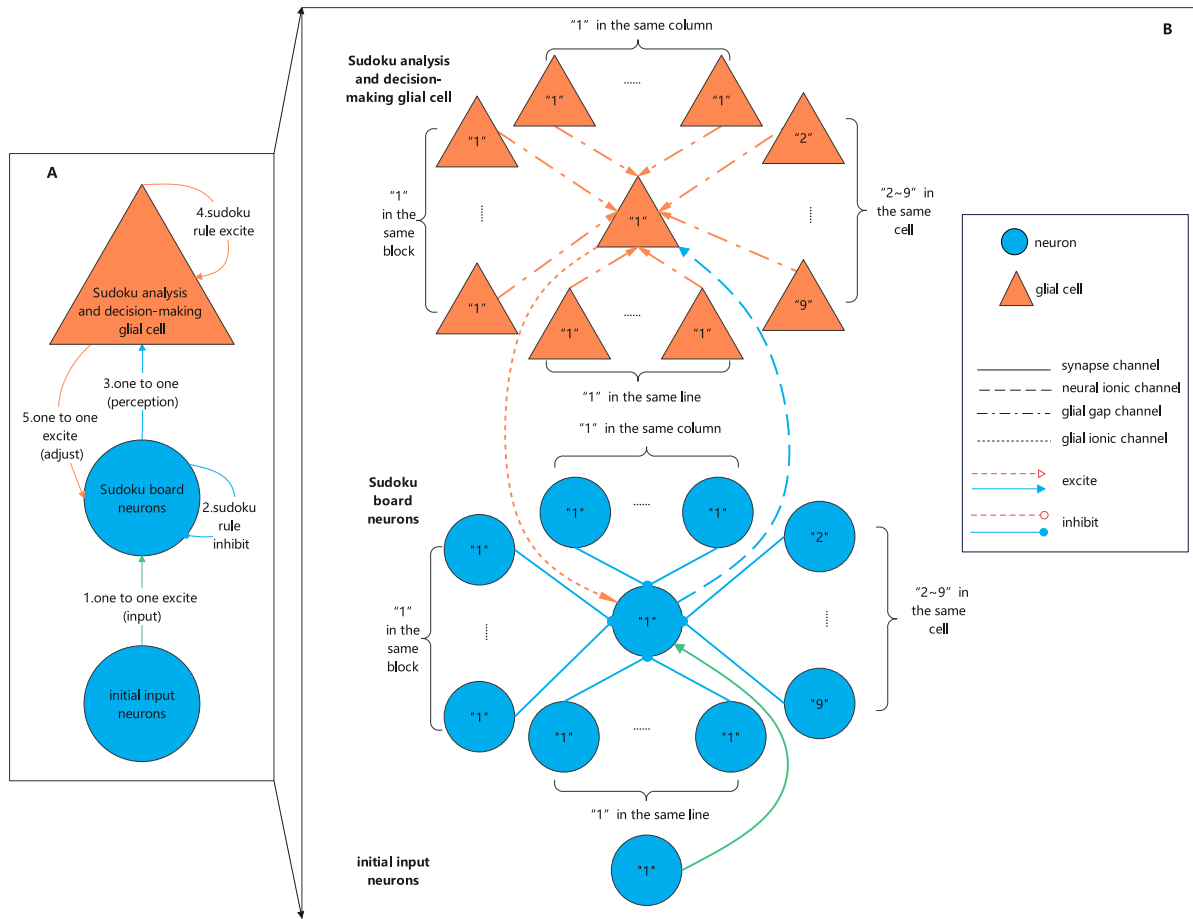 A
4.sudoku
rule excite
Sudoku analysis
and decision-making
glial cell
3.one to one
(perception)
5.one to one
excite
(adjust)
Sudoku board
neurons
2.sudoku
rule
inhibit
1.one to one excite
(input)
initial input
neurons
B
“1” in the same column
Sudoku analysis
and decision-
making glial cell
“1”
......
“1”
“1”
“2”
“1”
in the
same
block
......
“1”
......
“2~9” in
the same
cell
“1”
“9”
“1”
......
“1”
“1” in the same line
“1” in the same column
Sudoku
board
neurons
"1"
......
"1"
"1"
"2"
“1”
in the
same
block
......
"1"
......
“2~9” in
the same
cell
"1"
"9"
"1"
......
"1"
“1” in the same line
initial input
neurons
"1"
neuron
glial cell
synapse channel
neural ionic channel
glial gap channel
glial ionic channel
excite
inhibit